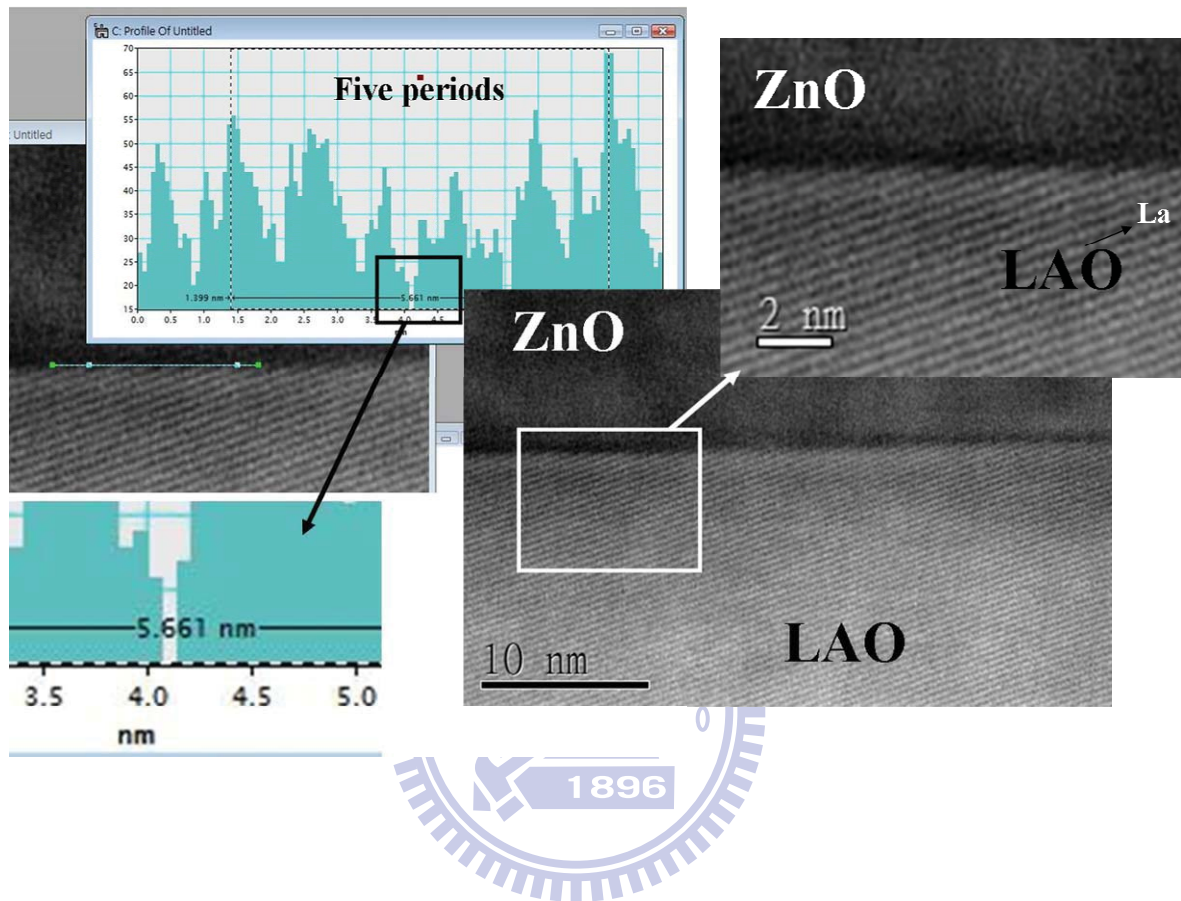 C: Profile Of Untitled
70
65
60
55
50
45
40
35
30
25
20
15
Five periods
1.399 nm
5.661 nm
0.0 0.5 1.0 1.5 2.0 2.5 3.0 3.5 4.0 4.5
nm
: Untitled
ZnO
La
LAO
2 nm
ZnO
LAO
10 nm
5.661 nm
3.5 4.0 4.5 5.0
nm
1896